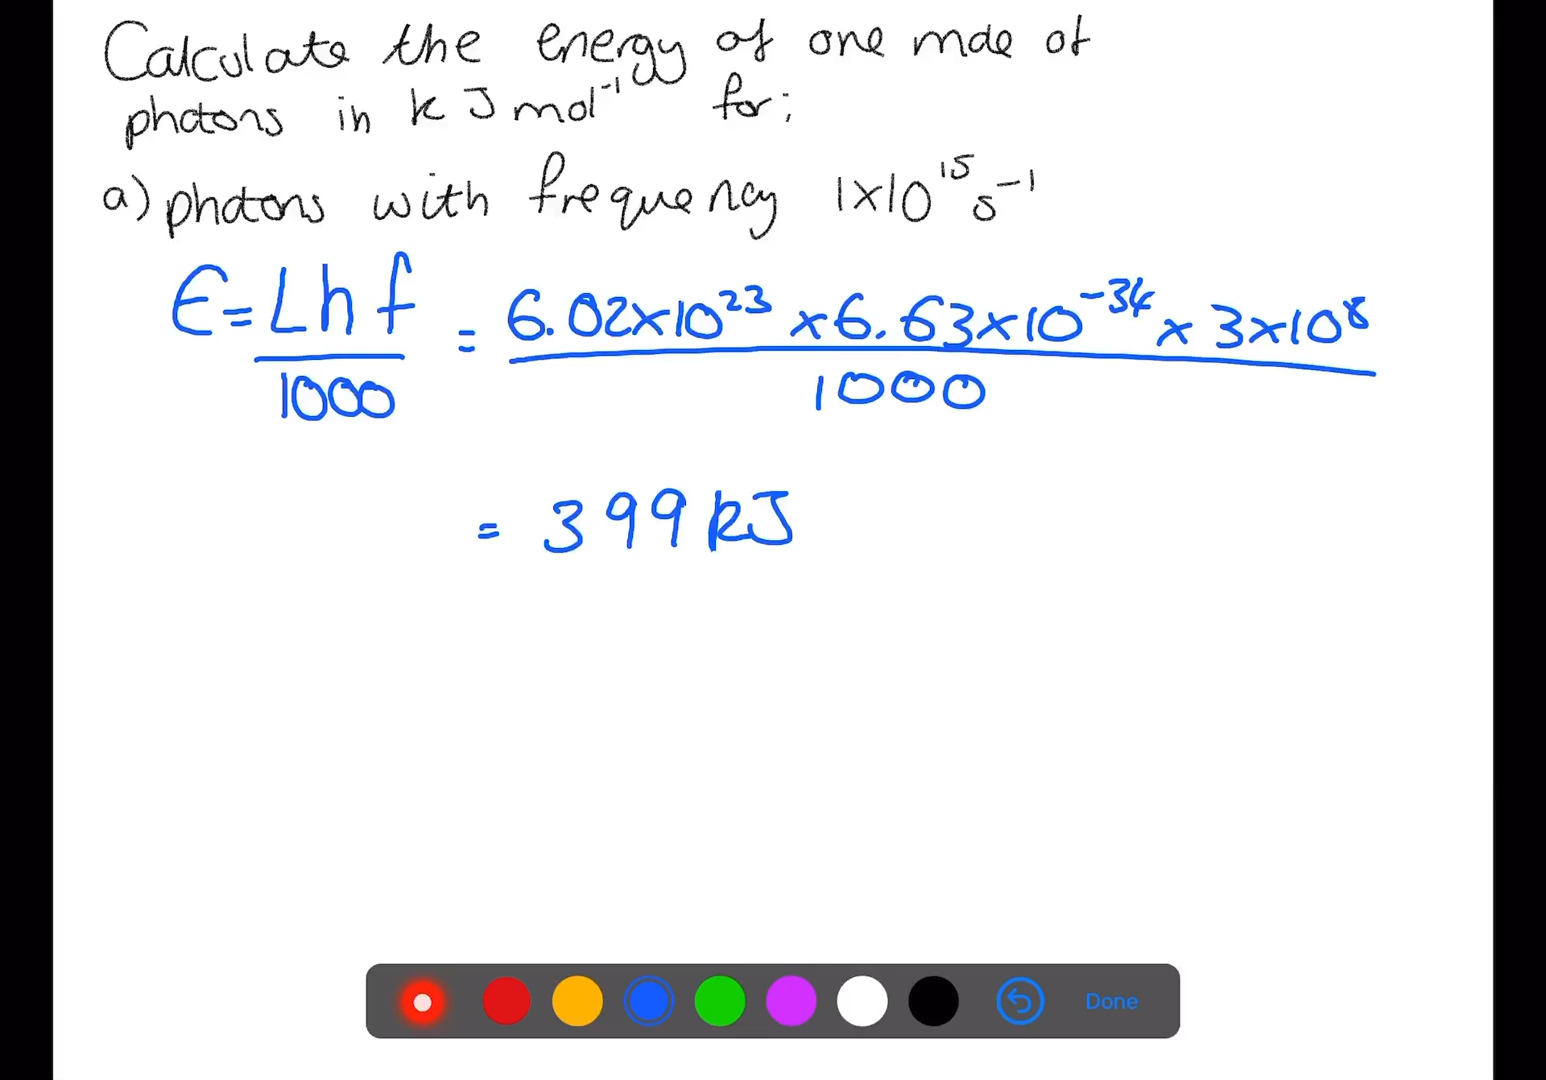 Calculate the energy of one mole of
photons in kJ mol⁻¹ for:
a) photons with frequency 1×10¹⁵ s⁻¹
E = Lhf / 1000 = 6.02×10²³ × 6.63×10⁻³⁴ × 3×10⁸ / 1000
= 399 kJ
Done